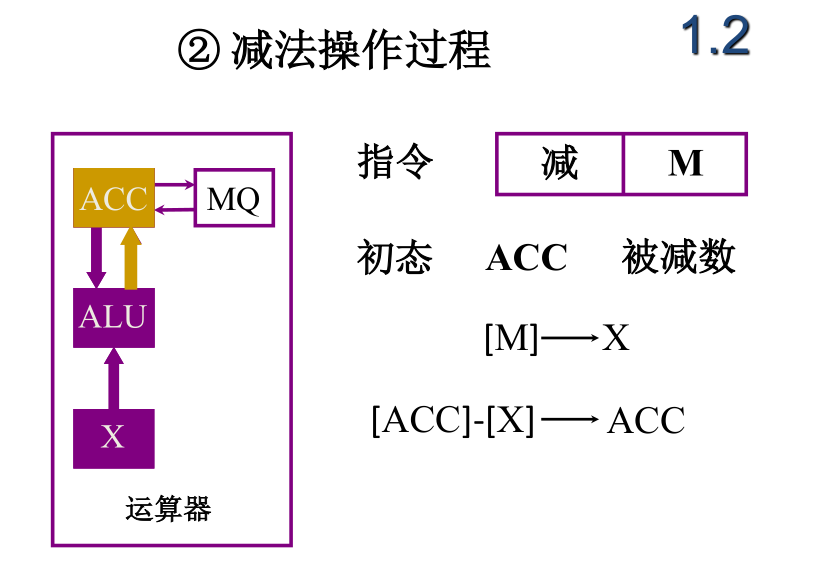 ② 减法操作过程
1.2
ACC
MQ
ALU
X
运算器
指令 减 M
初态 ACC 被减数
[M]→X
[ACC]-[X]→ACC